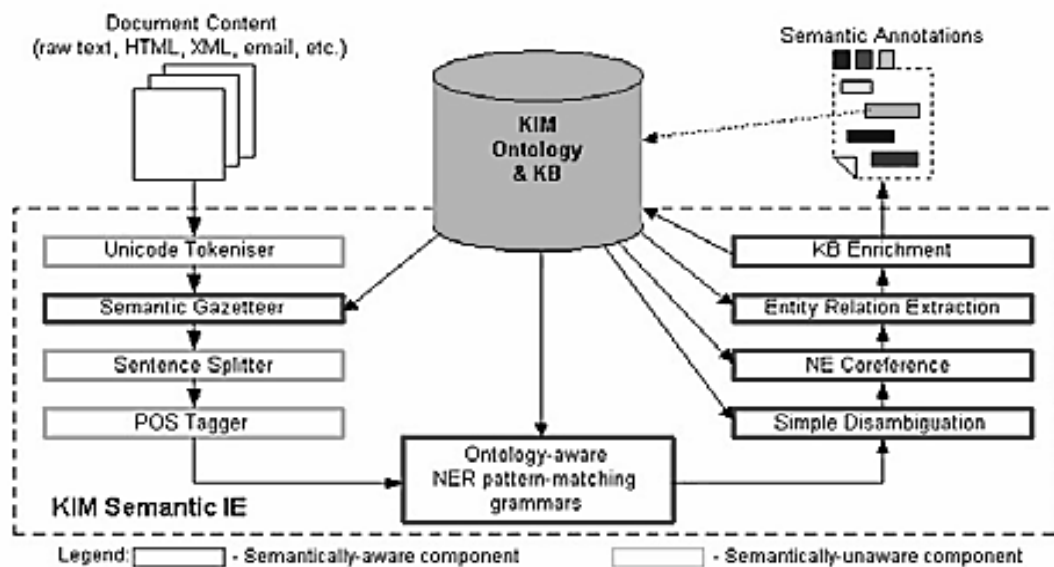 Document Content
(raw text, HTML, XML, email, etc.)
KIM
Ontology
& KB
Semantic Annotations
Unicode Tokeniser
Semantic Gazetteer
Sentence Splitter
POS Tagger
Ontology-aware
NER pattern-matching
grammars
KB Enrichment
Entity Relation Extraction
NE Coreference
Simple Disambiguation
KIM Semantic IE
Legend: - Semantically-aware component - Semantically-unaware component